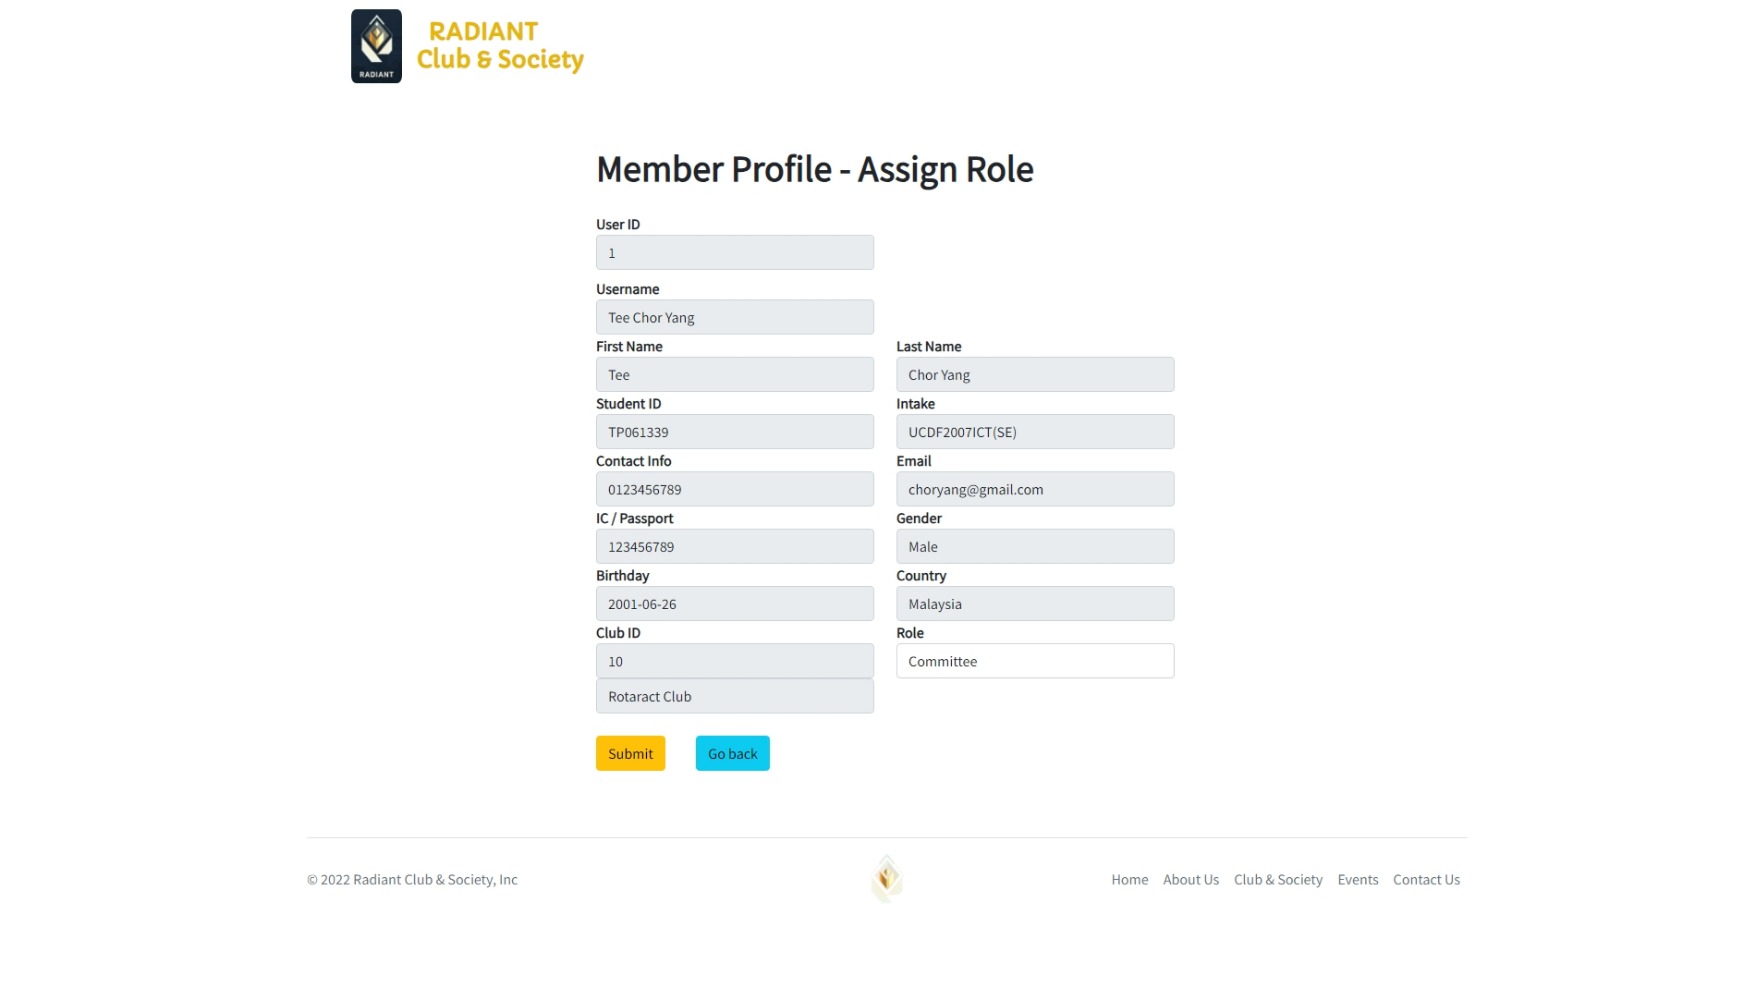 RADIANT
RADIANT
Club & Society
Member Profile - Assign Role
User ID
1
Username
Tee Chor Yang
First Name
Last Name
Tee
Chor Yang
Student ID
Intake
TP061339
UCDF2007ICT(SE)
Contact Info
Email
0123456789
choryang@gmail.com
IC / Passport
Gender
123456789
Male
Birthday
Country
2001-06-26
Malaysia
Club ID
Role
10
Committee
Rotaract Club
Submit
Go back
© 2022 Radiant Club & Society, Inc
Home About Us Club & Society Events Contact Us